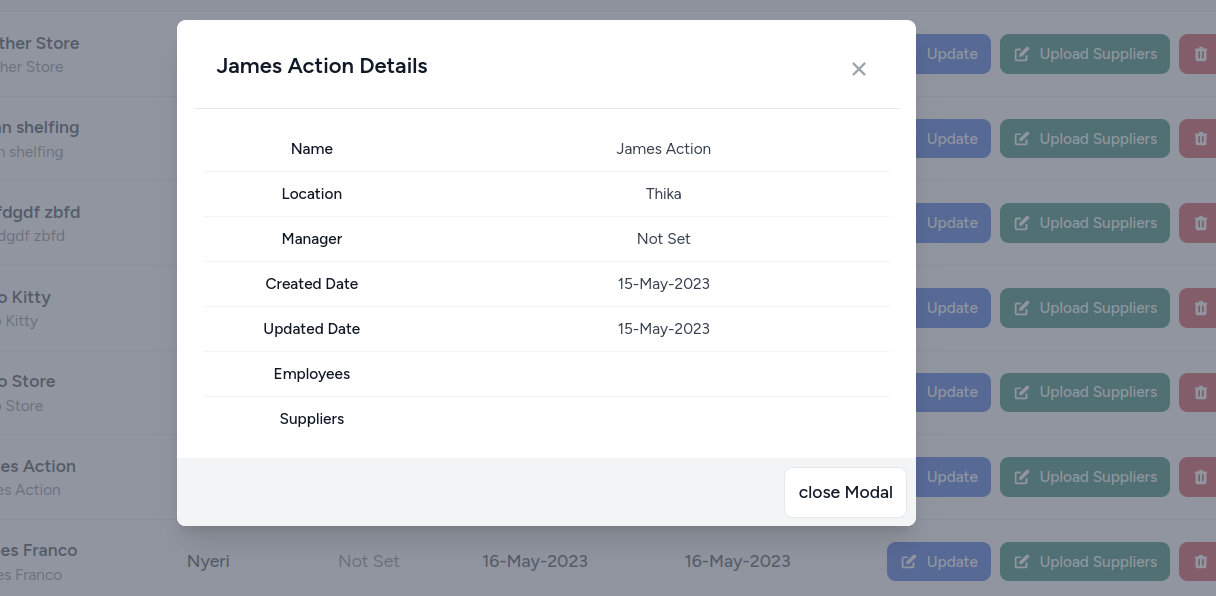 James Action Details
Name James Action
Location Thika
Manager Not Set
Created Date 15-May-2023
Updated Date 15-May-2023
Employees
Suppliers
close Modal
ther Store
her Store
Update Upload Suppliers
n shelfing
n shelfing
Update Upload Suppliers
fdgdf zbfd
dgdf zbfd
Update Upload Suppliers
o Kitty
o Kitty
Update Upload Suppliers
o Store
o Store
Update Upload Suppliers
es Action
es Action
Update Upload Suppliers
es Franco
es Franco
Nyeri Not Set 16-May-2023 16-May-2023 Update Upload Suppliers